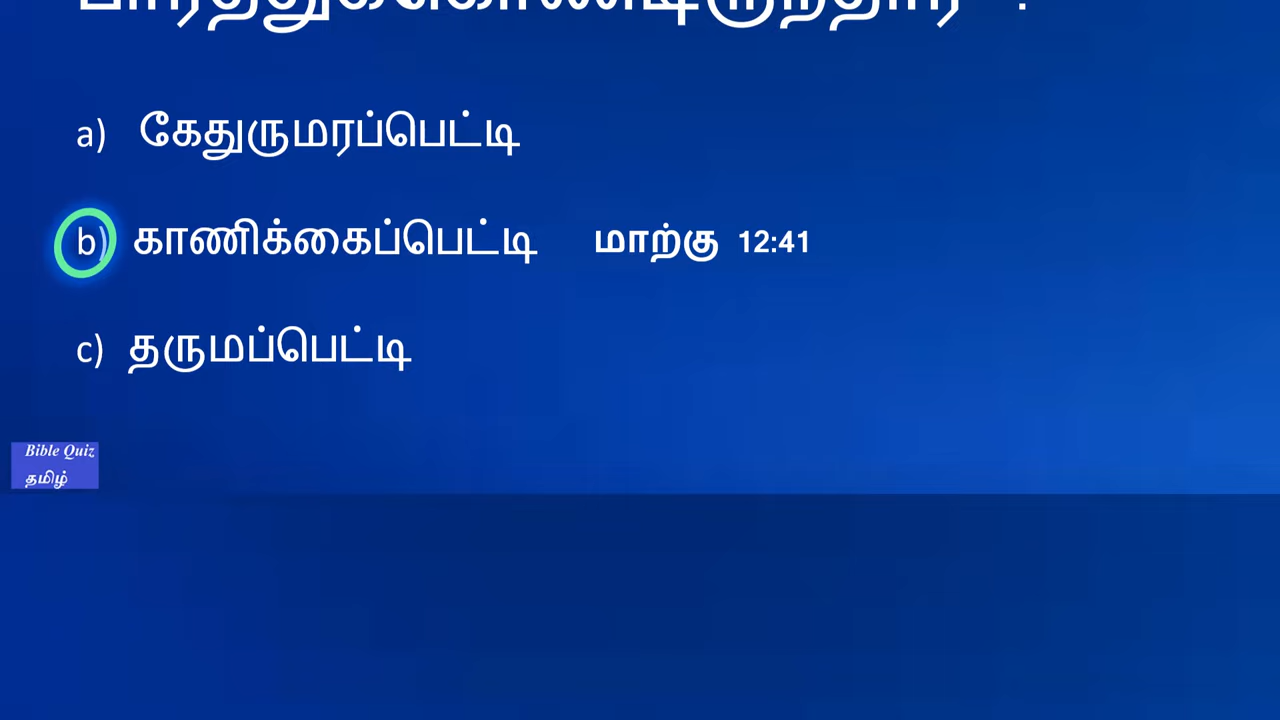 பார்த்துக்கொண்டிருந்தார் ?
a) கேதுருமரப்பெட்டி
b) காணிக்கைப்பெட்டி மாற்கு 12:41
c) தருமப்பெட்டி
Bible Quiz
தமிழ்